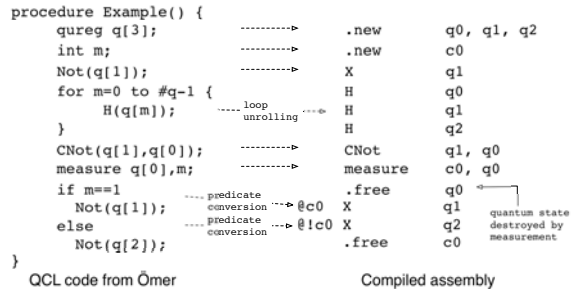 procedure Example() {
qureg q[3]; .new q0, q1, q2
int m; .new c0
Not(q[1]); X q1
for m=0 to #q-1 { H q0
H(q[m]); loop unrolling H q1
} H q2
CNot(q[1],q[0]); CNot q1, q0
measure q[0],m; measure c0, q0
if m==1 .free q0
Not(q[1]); predicate conversion @c0 X q1
else predicate conversion @!c0 X q2
Not(q[2]); .free c0
}
quantum state
destroyed by
measurement
QCL code from Ömer Compiled assembly